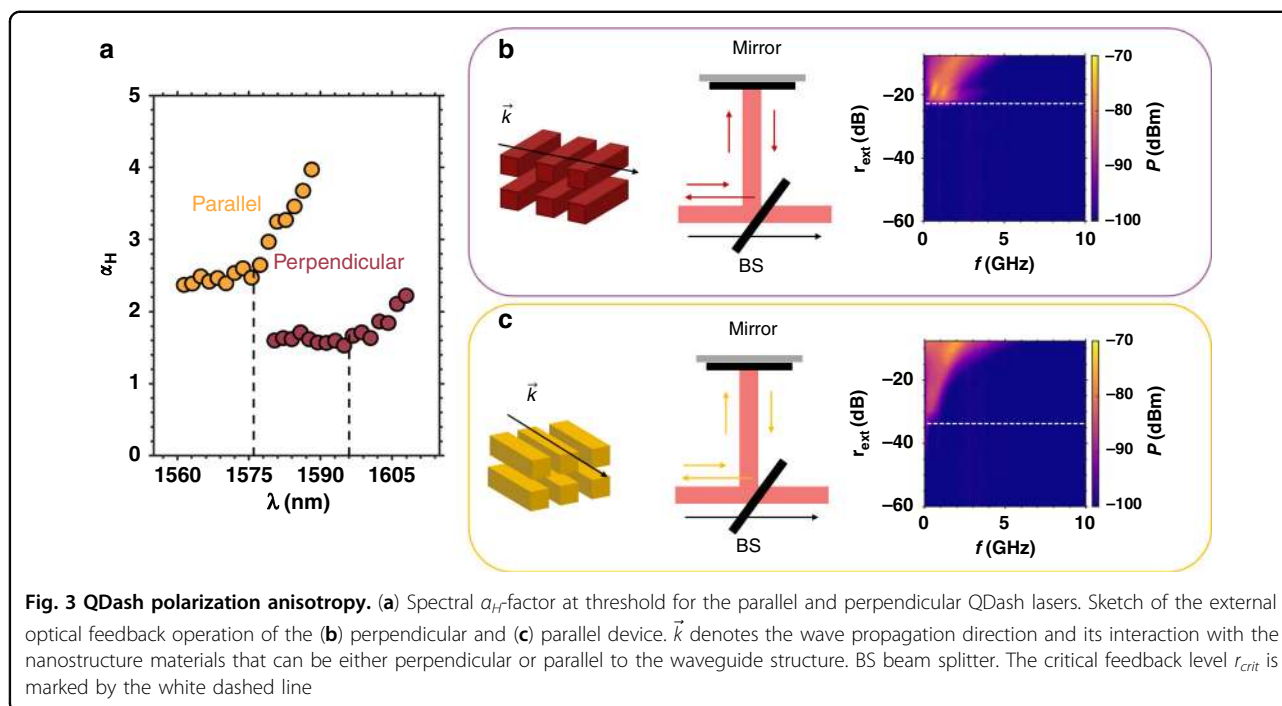 a
5
4
3
2
1
0
α_H
Parallel
Perpendicular
1560 1575 1590 1605
λ (nm)
b
k⃗
Mirror
BS
r_ext (dB)
−20
−40
−60
0 5 10
f (GHz)
−70
−80
−90
−100
P (dBm)
c
k⃗
Mirror
BS
r_ext (dB)
−20
−40
−60
0 5 10
f (GHz)
−70
−80
−90
−100
P (dBm)
Fig. 3 QDash polarization anisotropy. (a) Spectral α_H-factor at threshold for the parallel and perpendicular QDash lasers. Sketch of the external
optical feedback operation of the (b) perpendicular and (c) parallel device. k⃗ denotes the wave propagation direction and its interaction with the
nanostructure materials that can be either perpendicular or parallel to the waveguide structure. BS beam splitter. The critical feedback level r_crit is
marked by the white dashed line